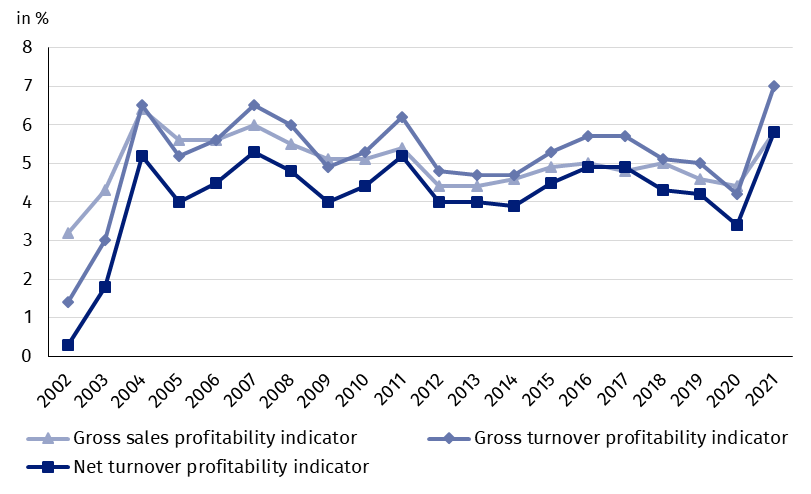 in %
8
7
6
5
4
3
2
1
0
2002 2003 2004 2005 2006 2007 2008 2009 2010 2011 2012 2013 2014 2015 2016 2017 2018 2019 2020 2021
Gross sales profitability indicator Gross turnover profitability indicator
Net turnover profitability indicator